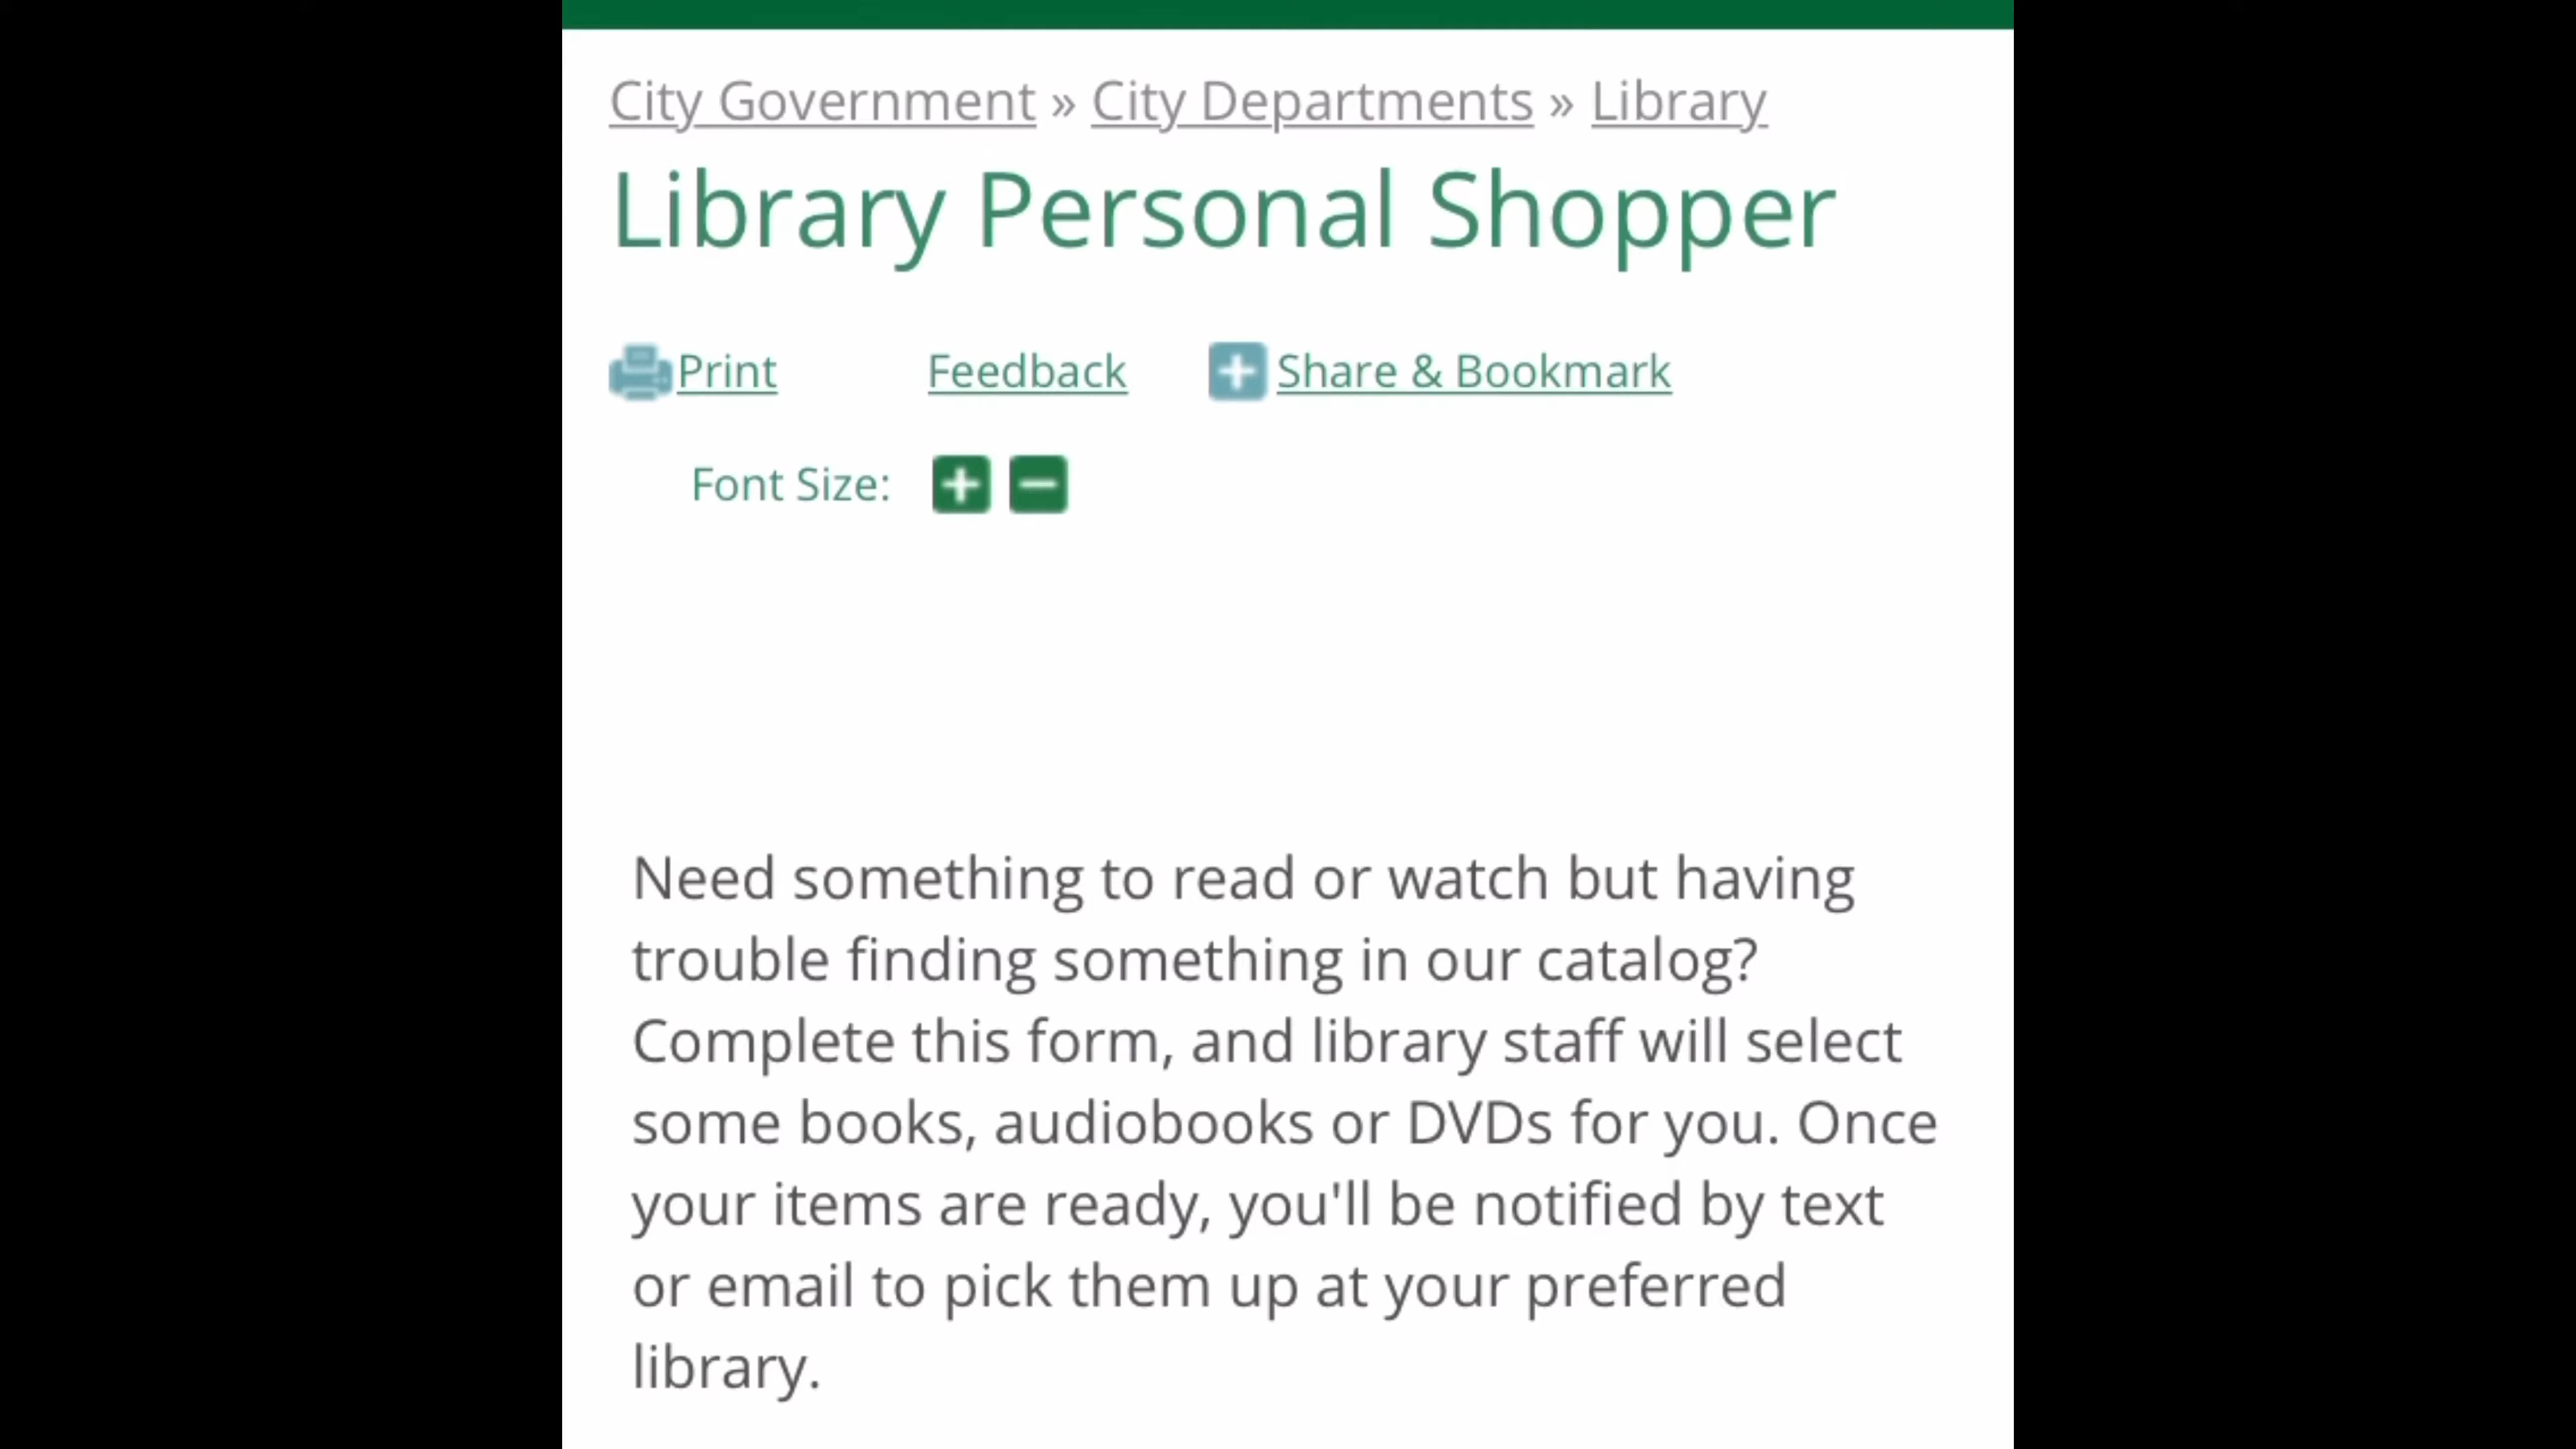 City Government » City Departments » Library
Library Personal Shopper
Print Feedback Share & Bookmark
Font Size:
Need something to read or watch but having
trouble finding something in our catalog?
Complete this form, and library staff will select
some books, audiobooks or DVDs for you. Once
your items are ready, you'll be notified by text
or email to pick them up at your preferred
library.